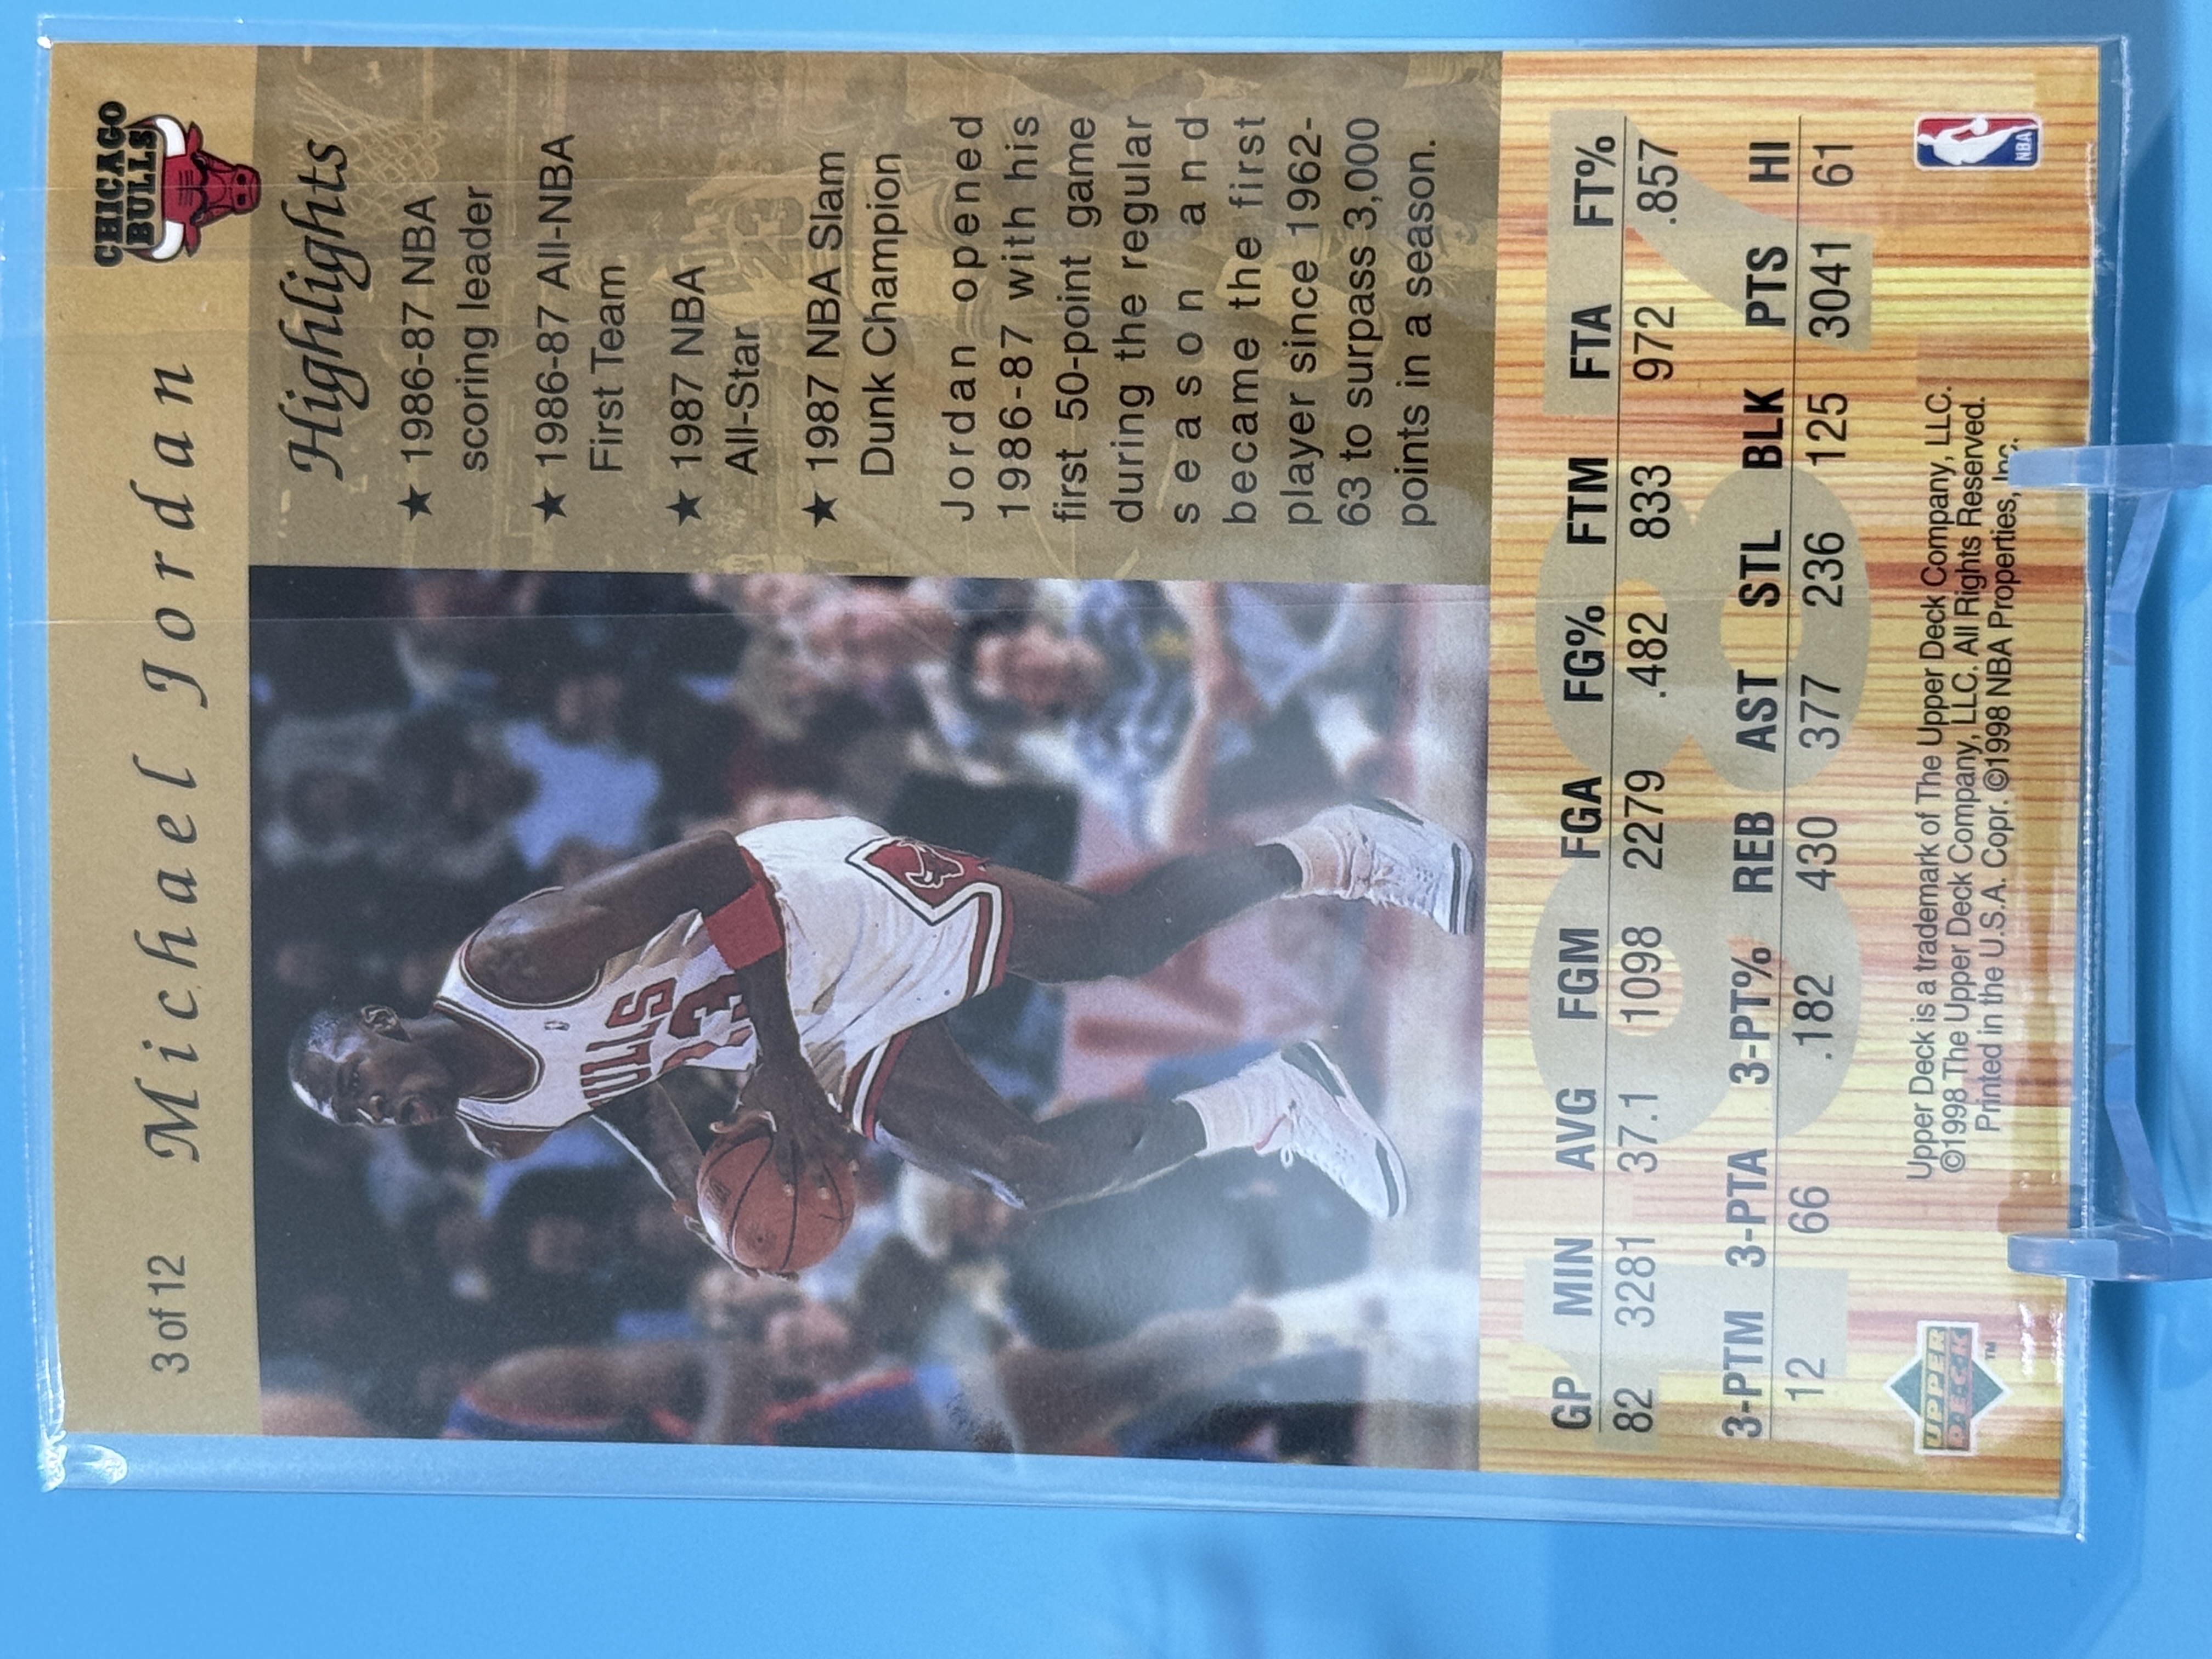 3 of 12 Michael Jordan
CHICAGO
BULLS
Highlights
★ 1986-87 NBA
scoring leader
★ 1986-87 All-NBA
First Team
★ 1987 NBA
All-Star
★ 1987 NBA Slam
Dunk Champion
Jordan opened
1986-87 with his
first 50-point game
during the regular
season and
became the first
player since 1962-
63 to surpass 3,000
points in a season.
ULLS
23
GP MIN AVG FGM FGA FG% FTM FTA FT%
82 3281 37.1 1098 2279 .482 833 972 .857
3-PTM 3-PTA 3-PT% REB AST STL BLK PTS HI
12 66 .182 430 377 236 125 3041 61
UPPER
DECK
TM
Upper Deck is a trademark of The Upper Deck Company, LLC.
©1998 The Upper Deck Company, LLC. All Rights Reserved.
Printed in the U.S.A. Copr. ©1998 NBA Properties, Inc.
NBA